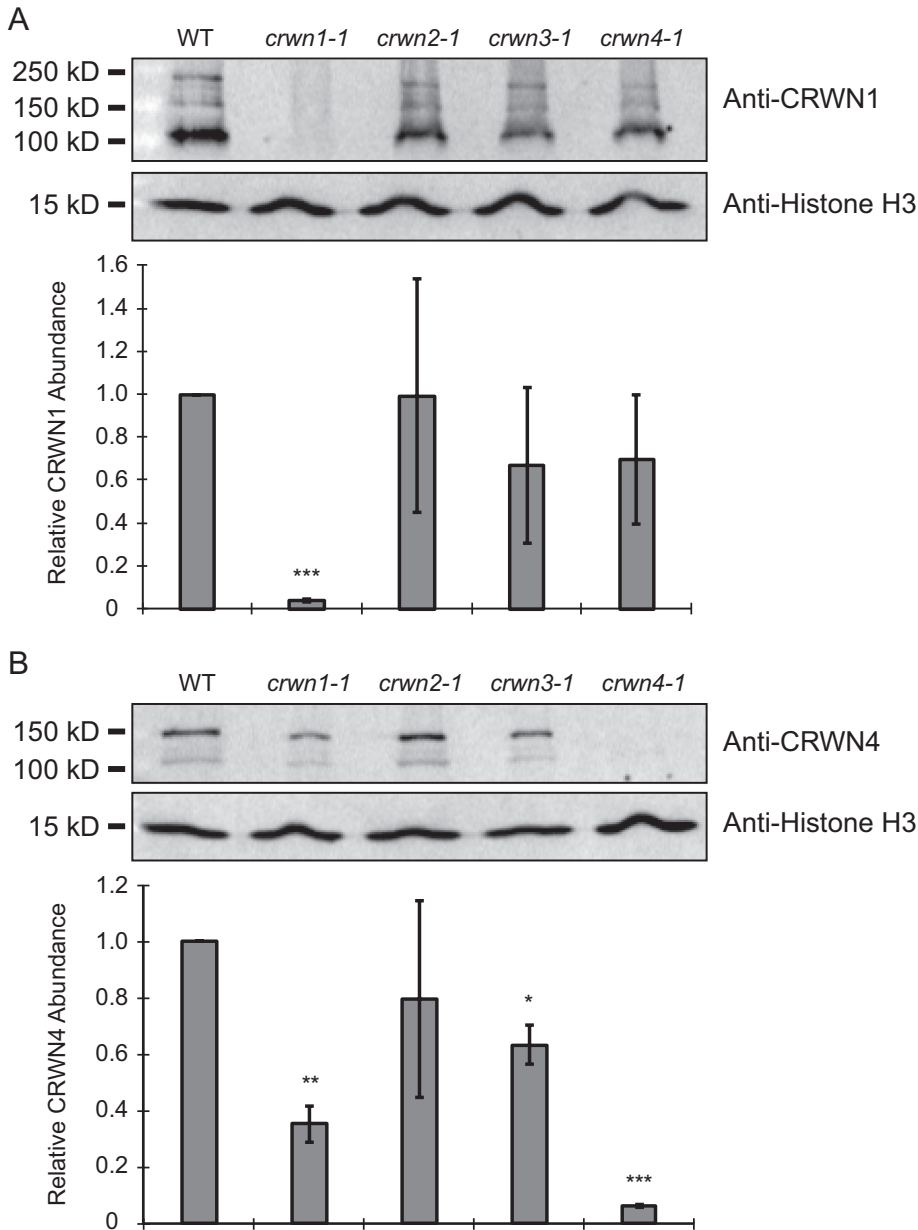 A
WT crwn1-1 crwn2-1 crwn3-1 crwn4-1
250 kD
150 kD
100 kD
Anti-CRWN1
15 kD
Anti-Histone H3
Relative CRWN1 Abundance
1.6
1.4
1.2
1.0
0.8
0.6
0.4
0.2
0
***
B
WT crwn1-1 crwn2-1 crwn3-1 crwn4-1
150 kD
100 kD
Anti-CRWN4
15 kD
Anti-Histone H3
Relative CRWN4 Abundance
1.2
1.0
0.8
0.6
0.4
0.2
0
**
*
***